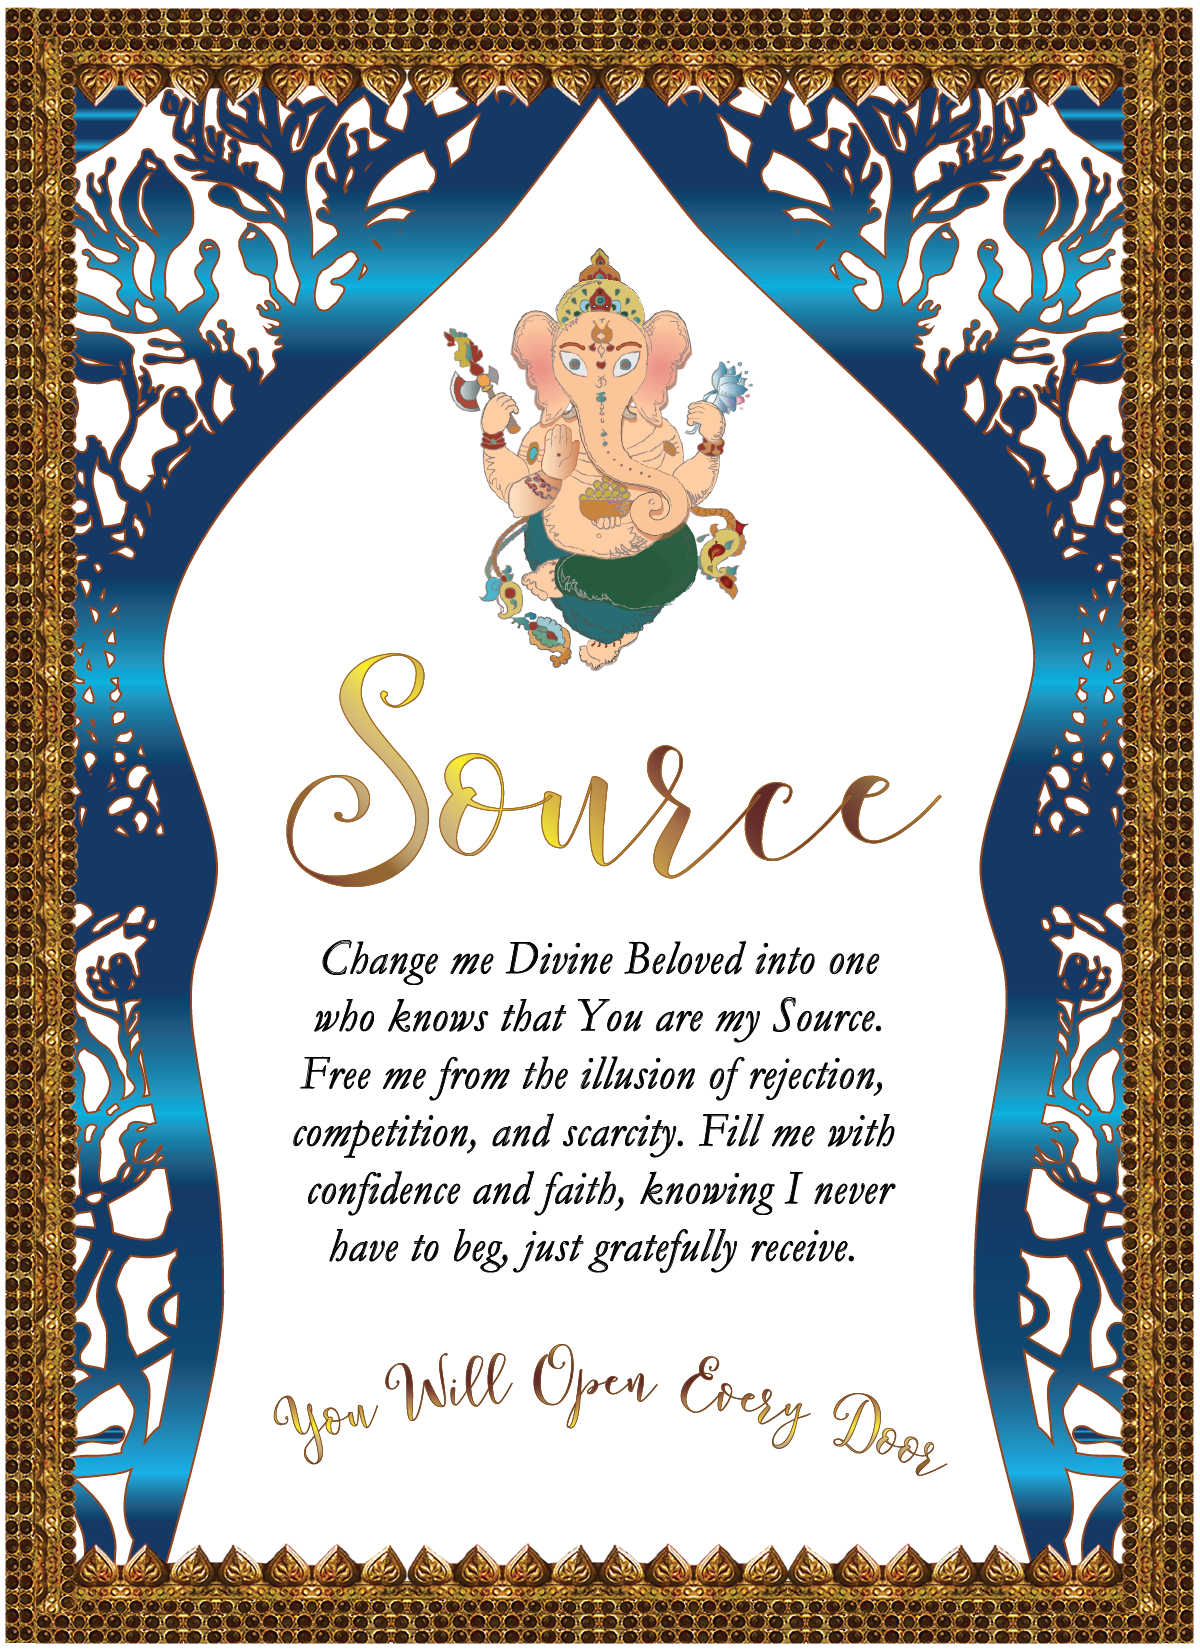 Source
Change me Divine Beloved into one
who knows that You are my Source.
Free me from the illusion of rejection,
competition, and scarcity. Fill me with
confidence and faith, knowing I never
have to beg, just gratefully receive.
You Will Open Every Door